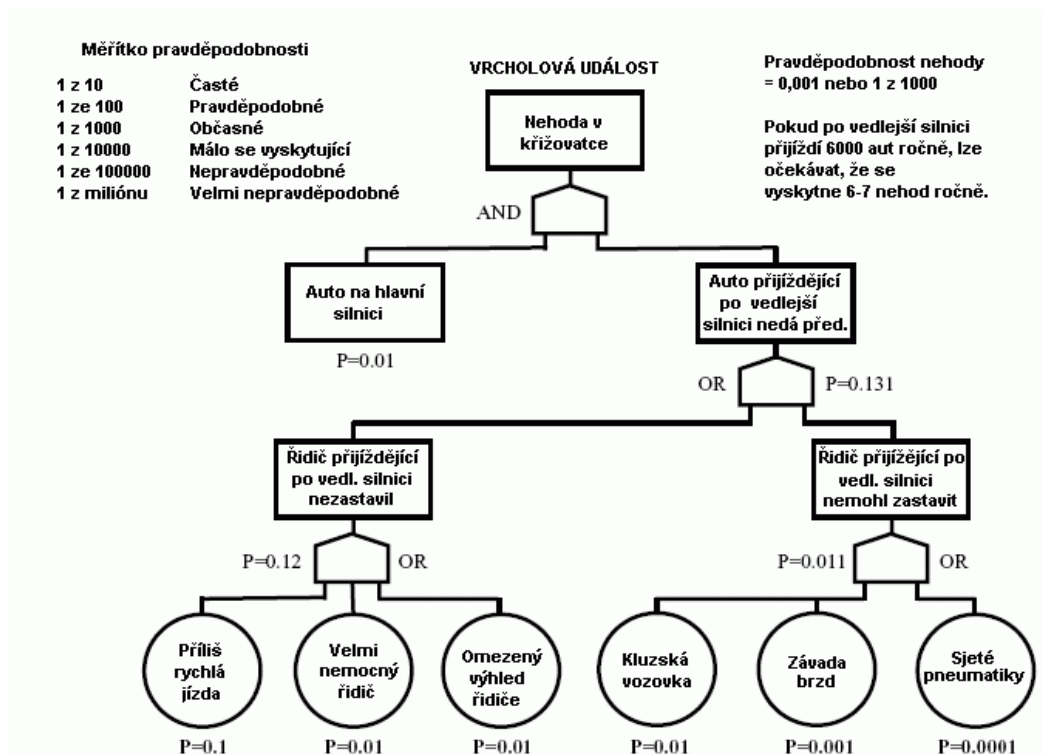 Měřítko pravděpodobnosti
1 z 10 Časté
1 ze 100 Pravděpodobné
1 z 1000 Občasné
1 z 10000 Málo se vyskytující
1 ze 100000 Nepravděpodobné
1 z miliónu Velmi nepravděpodobné
VRCHOLOVÁ UDÁLOST
Nehoda v
křižovatce
Pravděpodobnost nehody
= 0,001 nebo 1 z 1000
Pokud po vedlejší silnici
přijíždí 6000 aut ročně, lze
očekávat, že se
vyskytne 6-7 nehod ročně.
AND
Auto na hlavní
silnici
P=0.01
Auto přijíždějící
po vedlejší
silnici nedá před.
OR
P=0.131
Řidič přijíždějící
po vedl. silnici
nezastavil
Řidič přijížějící po
vedl. silnici
nemohl zastavit
P=0.12
OR
P=0.011
OR
Příliš
rychlá
jízda
Velmi
nemocný
řidič
Omezený
výhled
řidiče
Kluzská
vozovka
Závada
brzd
Sjeté
pneumatiky
P=0.1
P=0.01
P=0.01
P=0.01
P=0.001
P=0.0001